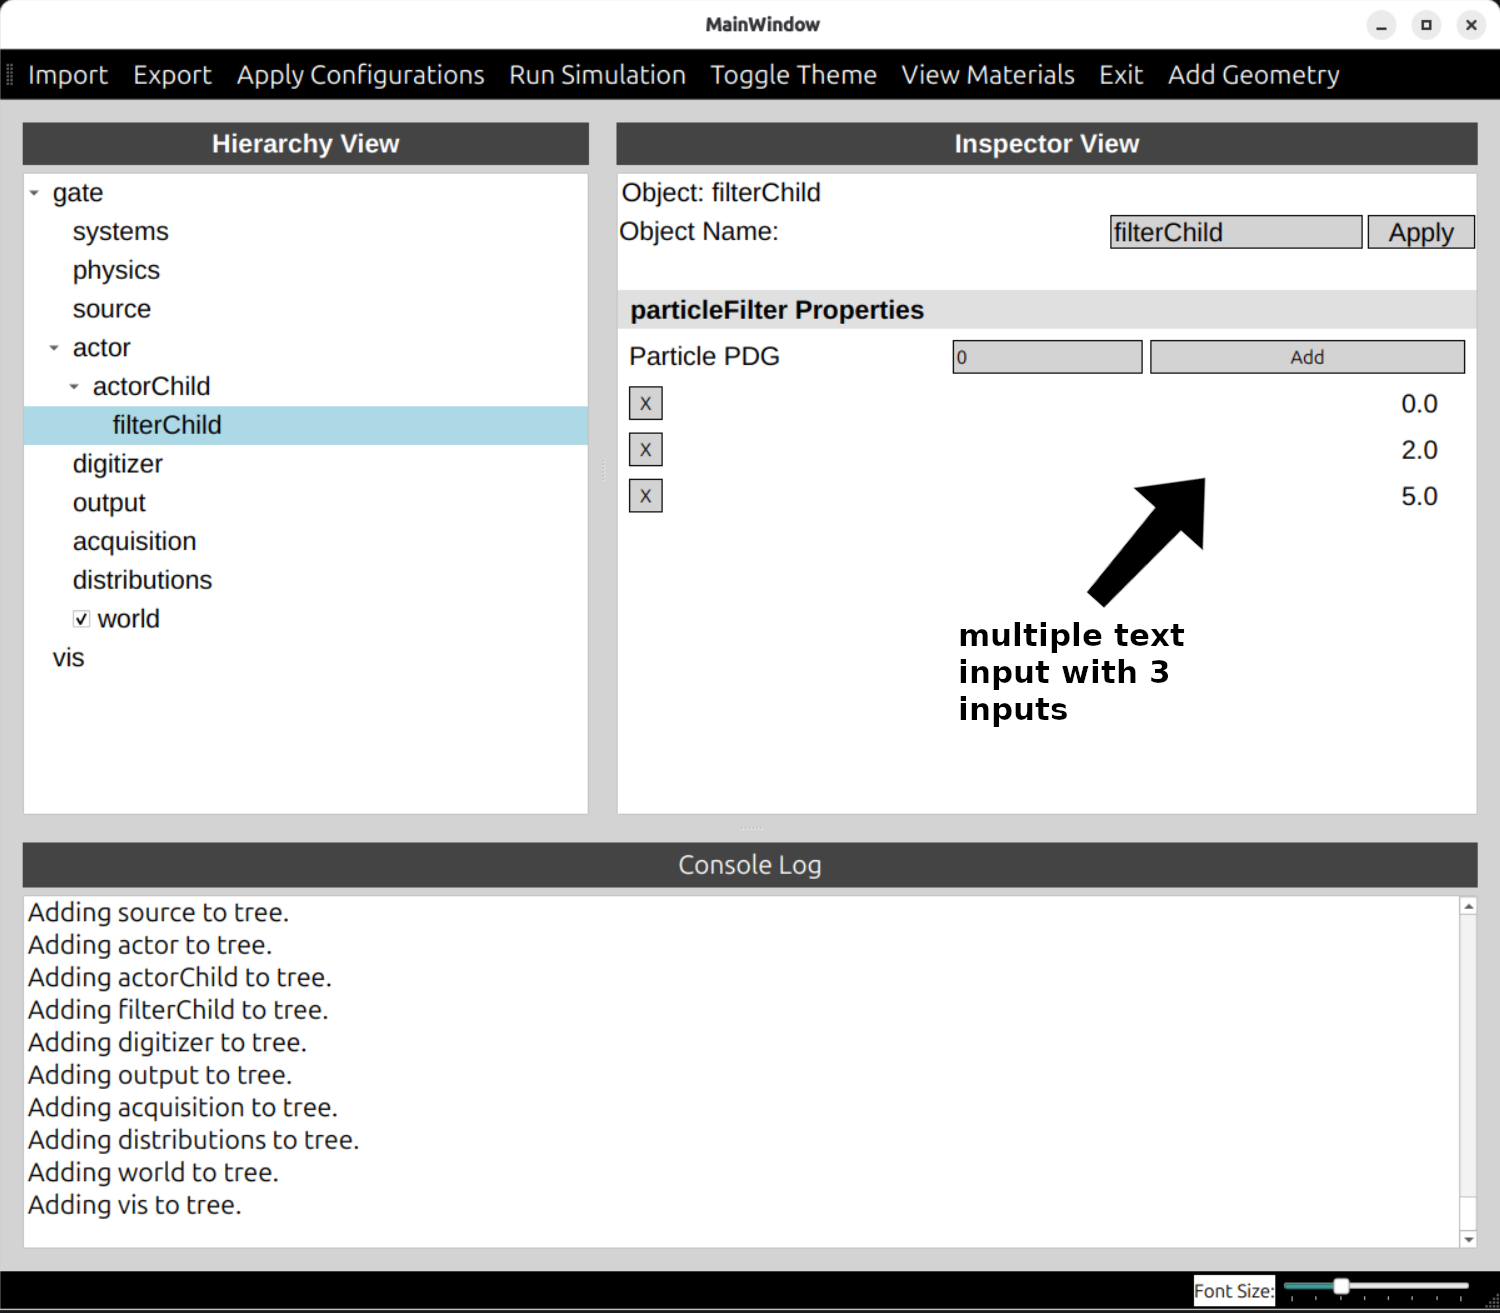 MainWindow
Import Export Apply Configurations Run Simulation Toggle Theme View Materials Exit Add Geometry
Hierarchy View
gate
systems
physics
source
actor
actorChild
filterChild
digitizer
output
acquisition
distributions
world
vis
Inspector View
Object: filterChild
Object Name: filterChild Apply
particleFilter Properties
Particle PDG 0 Add
X 0.0
X 2.0
X 5.0
multiple text
input with 3
inputs
Console Log
Adding source to tree.
Adding actor to tree.
Adding actorChild to tree.
Adding filterChild to tree.
Adding digitizer to tree.
Adding output to tree.
Adding acquisition to tree.
Adding distributions to tree.
Adding world to tree.
Adding vis to tree.
Font Size: